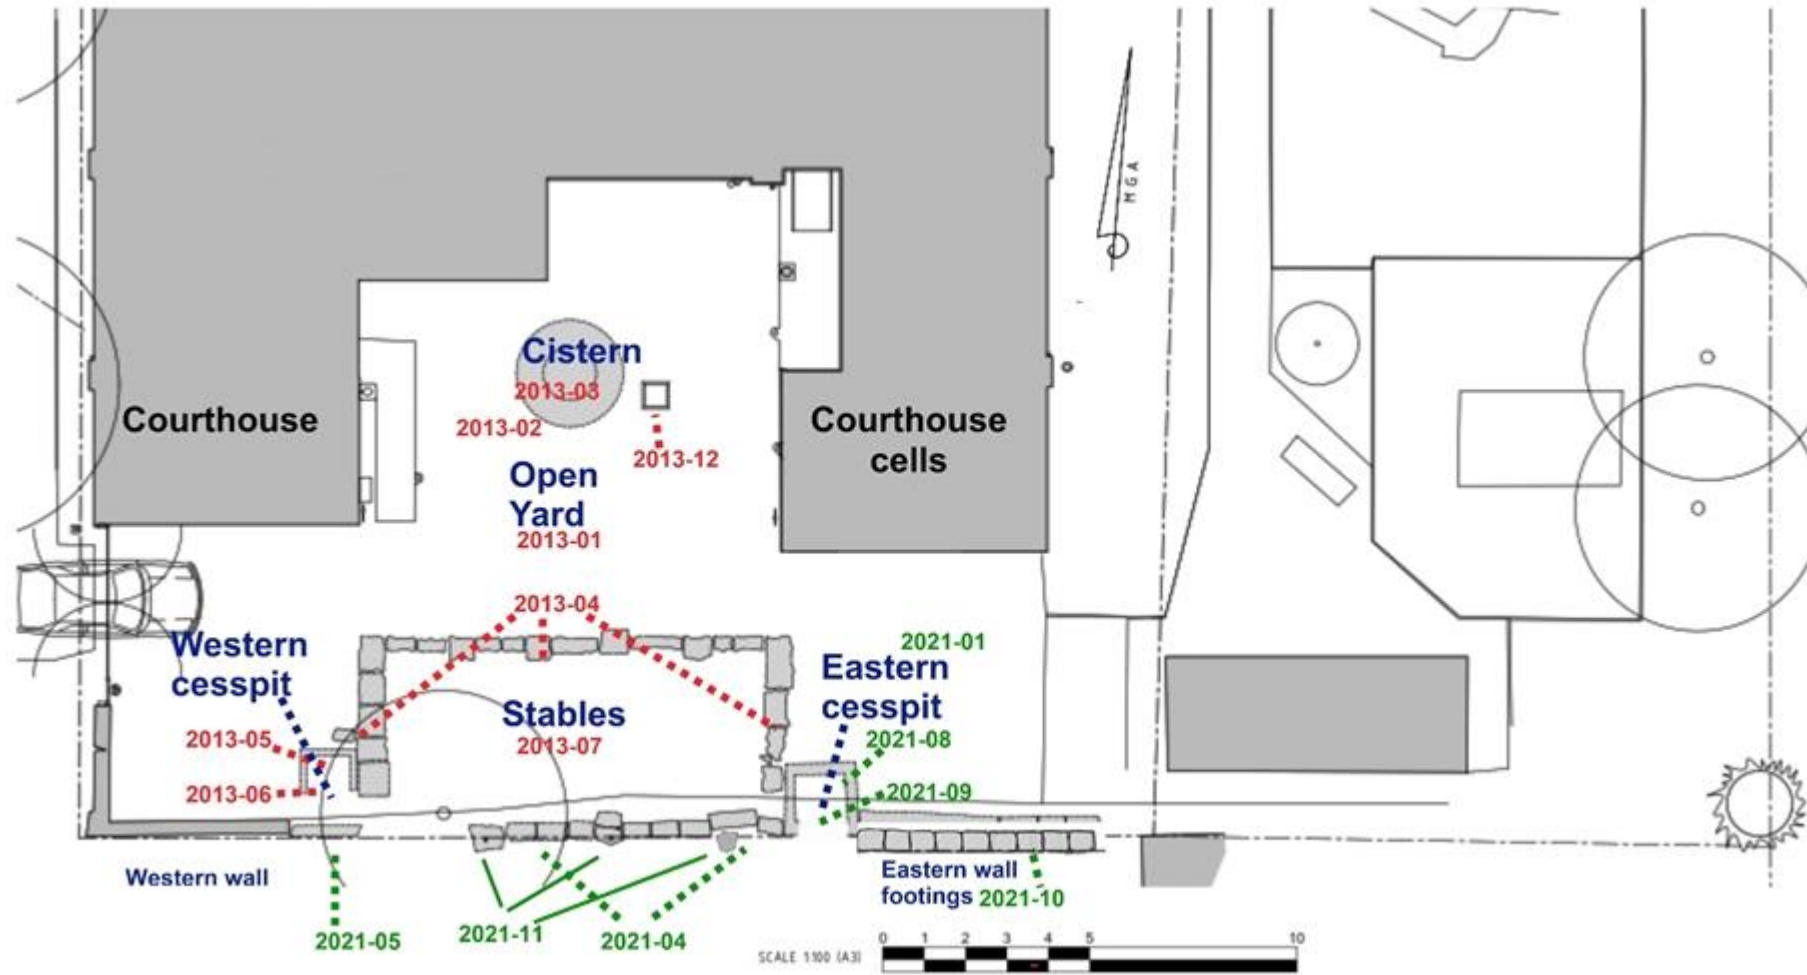 MGA
Cistern
2013-03
2013-02
2013-12
Courthouse
Courthouse
cells
Open
Yard
2013-01
2013-04
Western
cesspit
2021-01
Eastern
cesspit
Stables
2013-07
2013-05
2013-06
2021-08
2021-09
Western wall
Eastern wall
footings 2021-10
2021-05
2021-11
2021-04
SCALE 1:100 (A3)
0 1 2 3 4 5 10